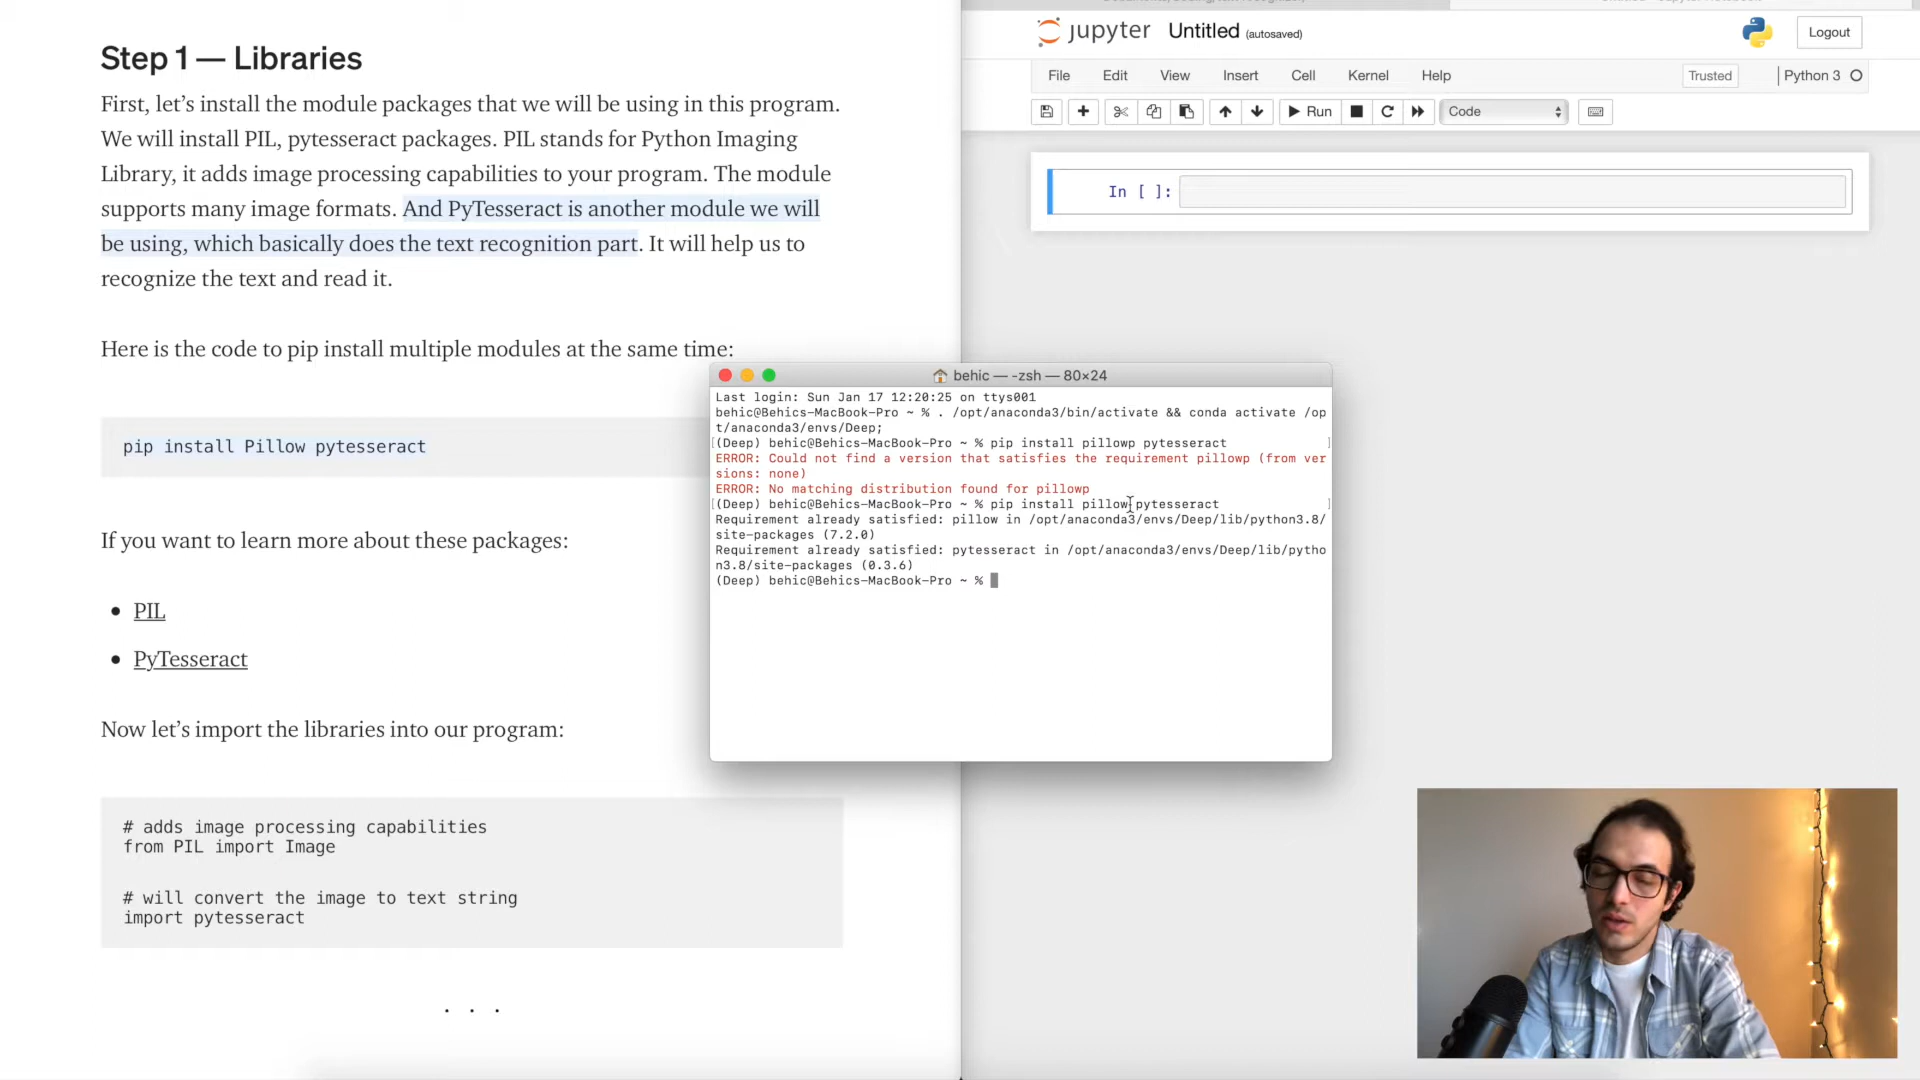 Step 1 — Libraries
First, let's install the module packages that we will be using in this program.
We will install PIL, pytesseract packages. PIL stands for Python Imaging
Library, it adds image processing capabilities to your program. The module
supports many image formats. And PyTesseract is another module we will
be using, which basically does the text recognition part. It will help us to
recognize the text and read it.
Here is the code to pip install multiple modules at the same time:
pip install Pillow pytesseract
If you want to learn more about these packages:
• PIL
• PyTesseract
Now let's import the libraries into our program:
# adds image processing capabilities
from PIL import Image
# will convert the image to text string
import pytesseract
. . .
jupyter Untitled (autosaved)
Logout
File Edit View Insert Cell Kernel Help
Trusted
Python 3
Run
Code
In [ ]:
behic — -zsh — 80×24
Last login: Sun Jan 17 12:20:25 on ttys001
behic@Behics-MacBook-Pro ~ % . /opt/anaconda3/bin/activate && conda activate /op
t/anaconda3/envs/Deep;
[(Deep) behic@Behics-MacBook-Pro ~ % pip install pillowp pytesseract ]
ERROR: Could not find a version that satisfies the requirement pillowp (from ver
sions: none)
ERROR: No matching distribution found for pillowp
[(Deep) behic@Behics-MacBook-Pro ~ % pip install pillow pytesseract ]
Requirement already satisfied: pillow in /opt/anaconda3/envs/Deep/lib/python3.8/
site-packages (7.2.0)
Requirement already satisfied: pytesseract in /opt/anaconda3/envs/Deep/lib/pytho
n3.8/site-packages (0.3.6)
(Deep) behic@Behics-MacBook-Pro ~ %